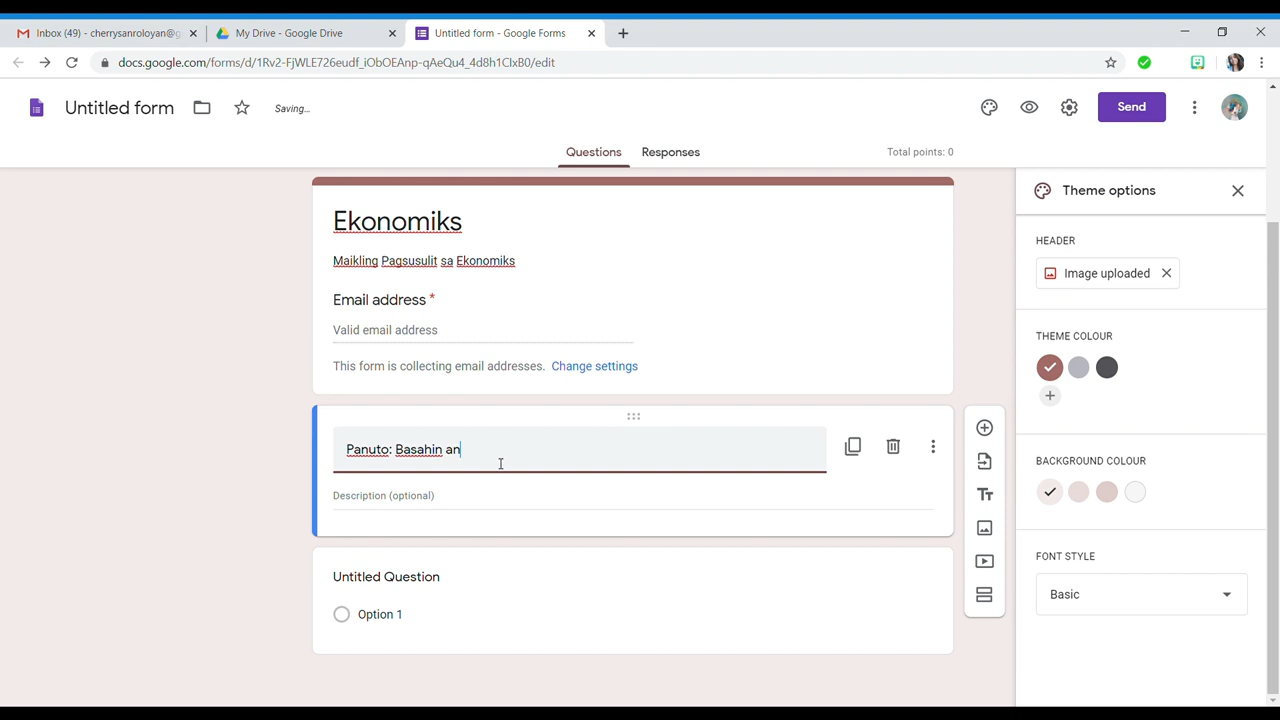 Inbox (49) - cherrysanroloyan@g
My Drive - Google Drive
Untitled form - Google Forms
docs.google.com/forms/d/1Rv2-FjWLE726eudf_iObOEAnp-qAeQu4_4d8h1ClxB0/edit
Untitled form
Saving...
Send
Questions
Responses
Total points: 0
Ekonomiks
Maikling Pagsusulit sa Ekonomiks
Email address *
Valid email address
This form is collecting email addresses. Change settings
Panuto: Basahin an
Description (optional)
Untitled Question
Option 1
Theme options
HEADER
Image uploaded
THEME COLOUR
BACKGROUND COLOUR
FONT STYLE
Basic